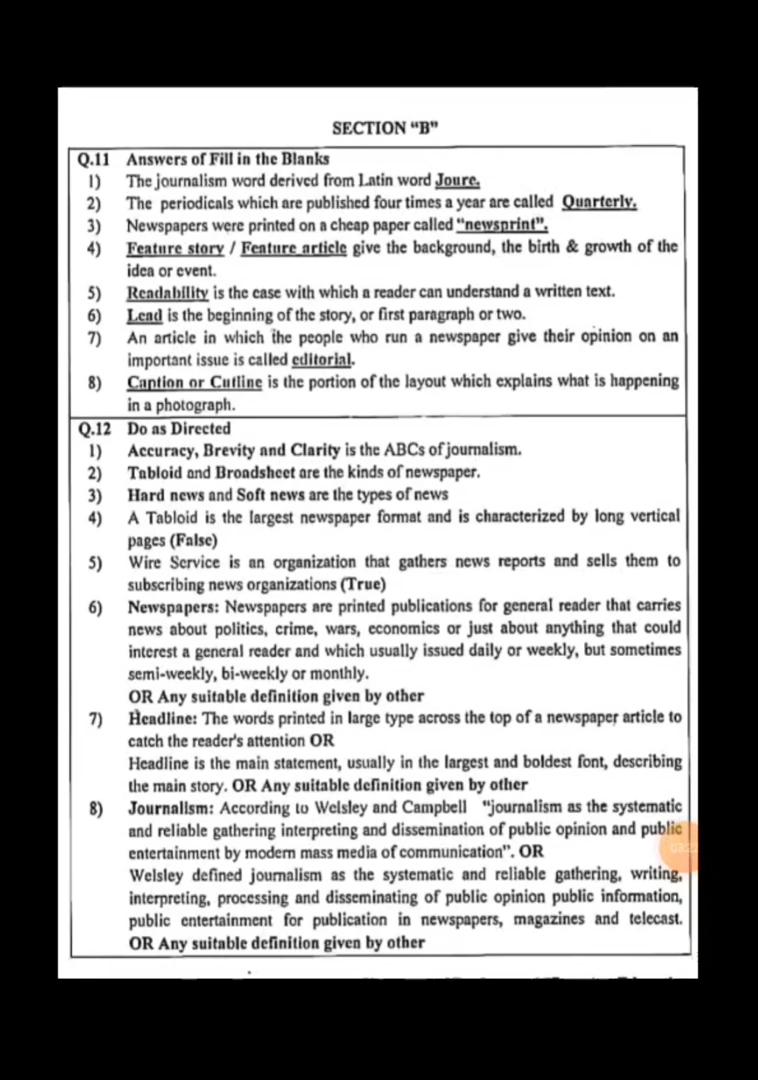 SECTION “B”
Q.11 Answers of Fill in the Blanks
1) The journalism word derived from Latin word Joure.
2) The periodicals which are published four times a year are called Quarterly.
3) Newspapers were printed on a cheap paper called “newsprint”.
4) Feature story / Feature article give the background, the birth & growth of the
idea or event.
5) Readability is the ease with which a reader can understand a written text.
6) Lead is the beginning of the story, or first paragraph or two.
7) An article in which the people who run a newspaper give their opinion on an
important issue is called editorial.
8) Caption or Cutline is the portion of the layout which explains what is happening
in a photograph.
Q.12 Do as Directed
1) Accuracy, Brevity and Clarity is the ABCs of journalism.
2) Tabloid and Broadsheet are the kinds of newspaper.
3) Hard news and Soft news are the types of news
4) A Tabloid is the largest newspaper format and is characterized by long vertical
pages (False)
5) Wire Service is an organization that gathers news reports and sells them to
subscribing news organizations (True)
6) Newspapers: Newspapers are printed publications for general reader that carries
news about politics, crime, wars, economics or just about anything that could
interest a general reader and which usually issued daily or weekly, but sometimes
semi-weekly, bi-weekly or monthly.
OR Any suitable definition given by other
7) Headline: The words printed in large type across the top of a newspaper article to
catch the reader's attention OR
Headline is the main statement, usually in the largest and boldest font, describing
the main story. OR Any suitable definition given by other
8) Journalism: According to Welsley and Campbell “journalism as the systematic
and reliable gathering interpreting and dissemination of public opinion and public
entertainment by modern mass media of communication”. OR
Welsley defined journalism as the systematic and reliable gathering, writing,
interpreting, processing and disseminating of public opinion public information,
public entertainment for publication in newspapers, magazines and telecast.
OR Any suitable definition given by other